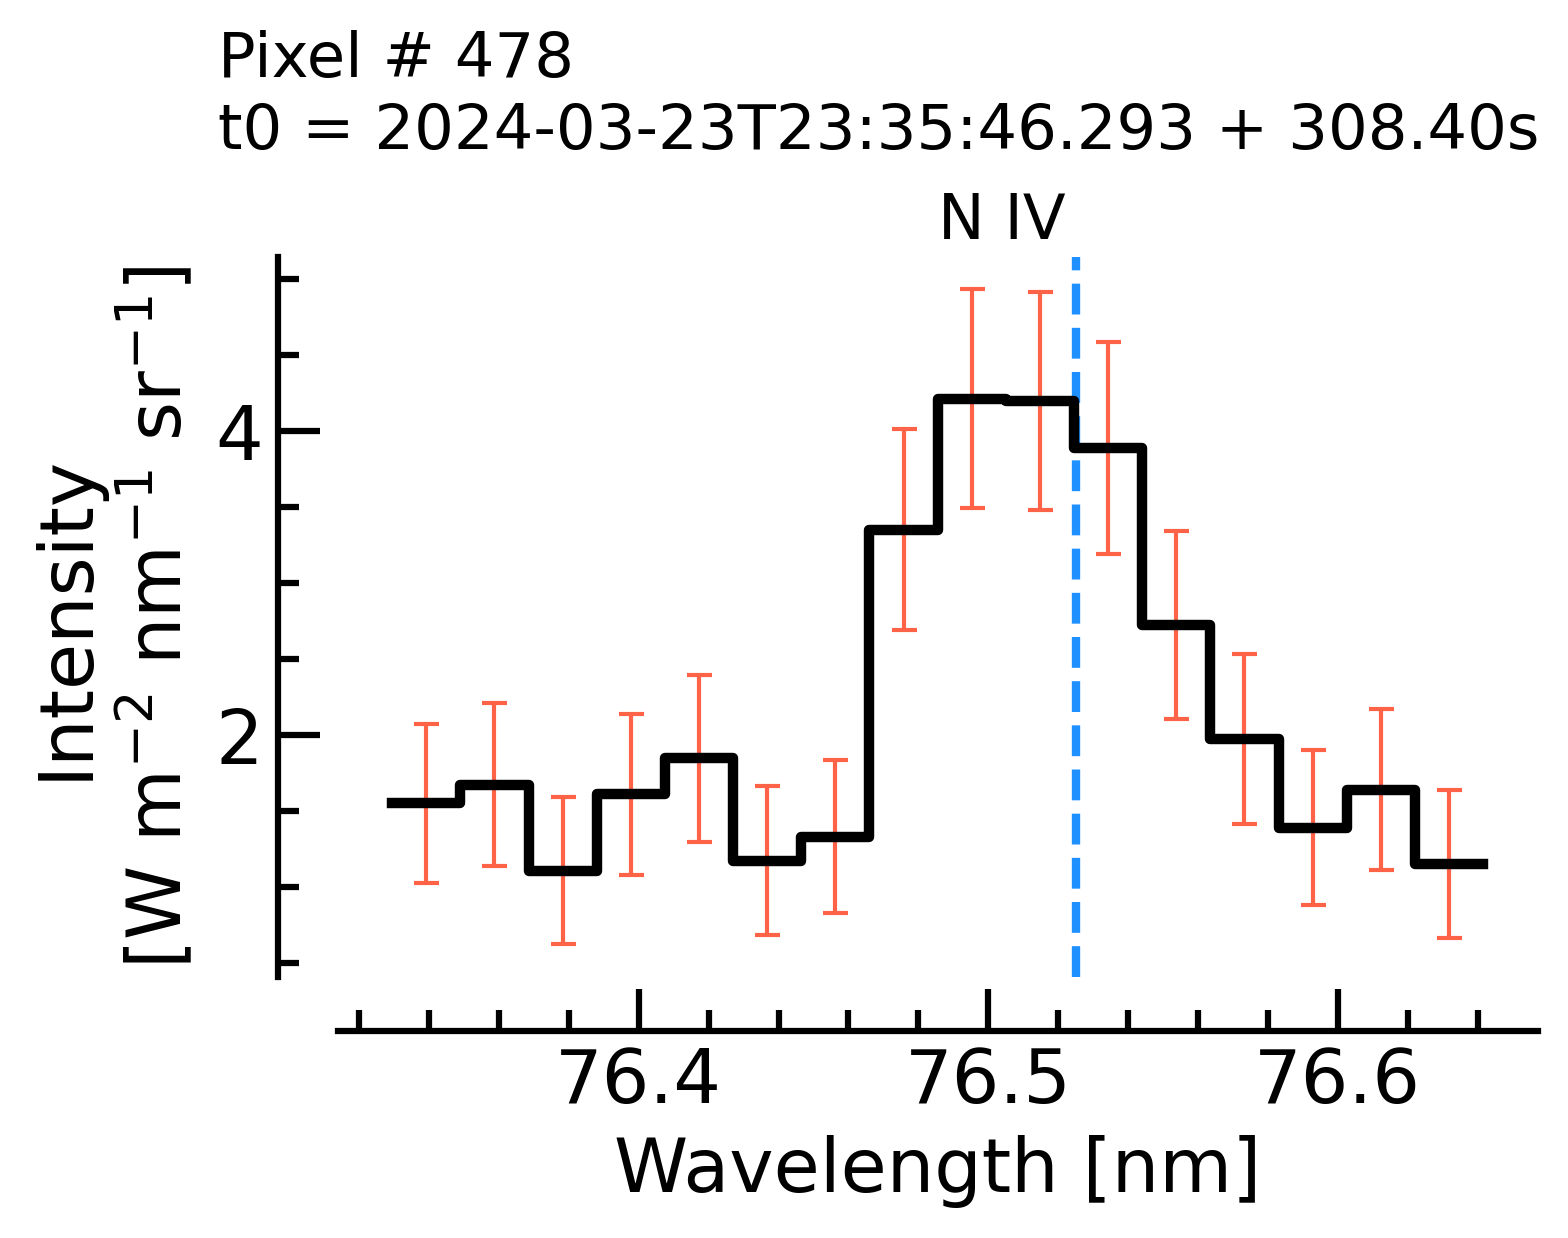 Pixel # 478
t0 = 2024-03-23T23:35:46.293 + 308.40s
N IV
Intensity
[W m⁻² nm⁻¹ sr⁻¹]
4
2
76.4 76.5 76.6
Wavelength [nm]